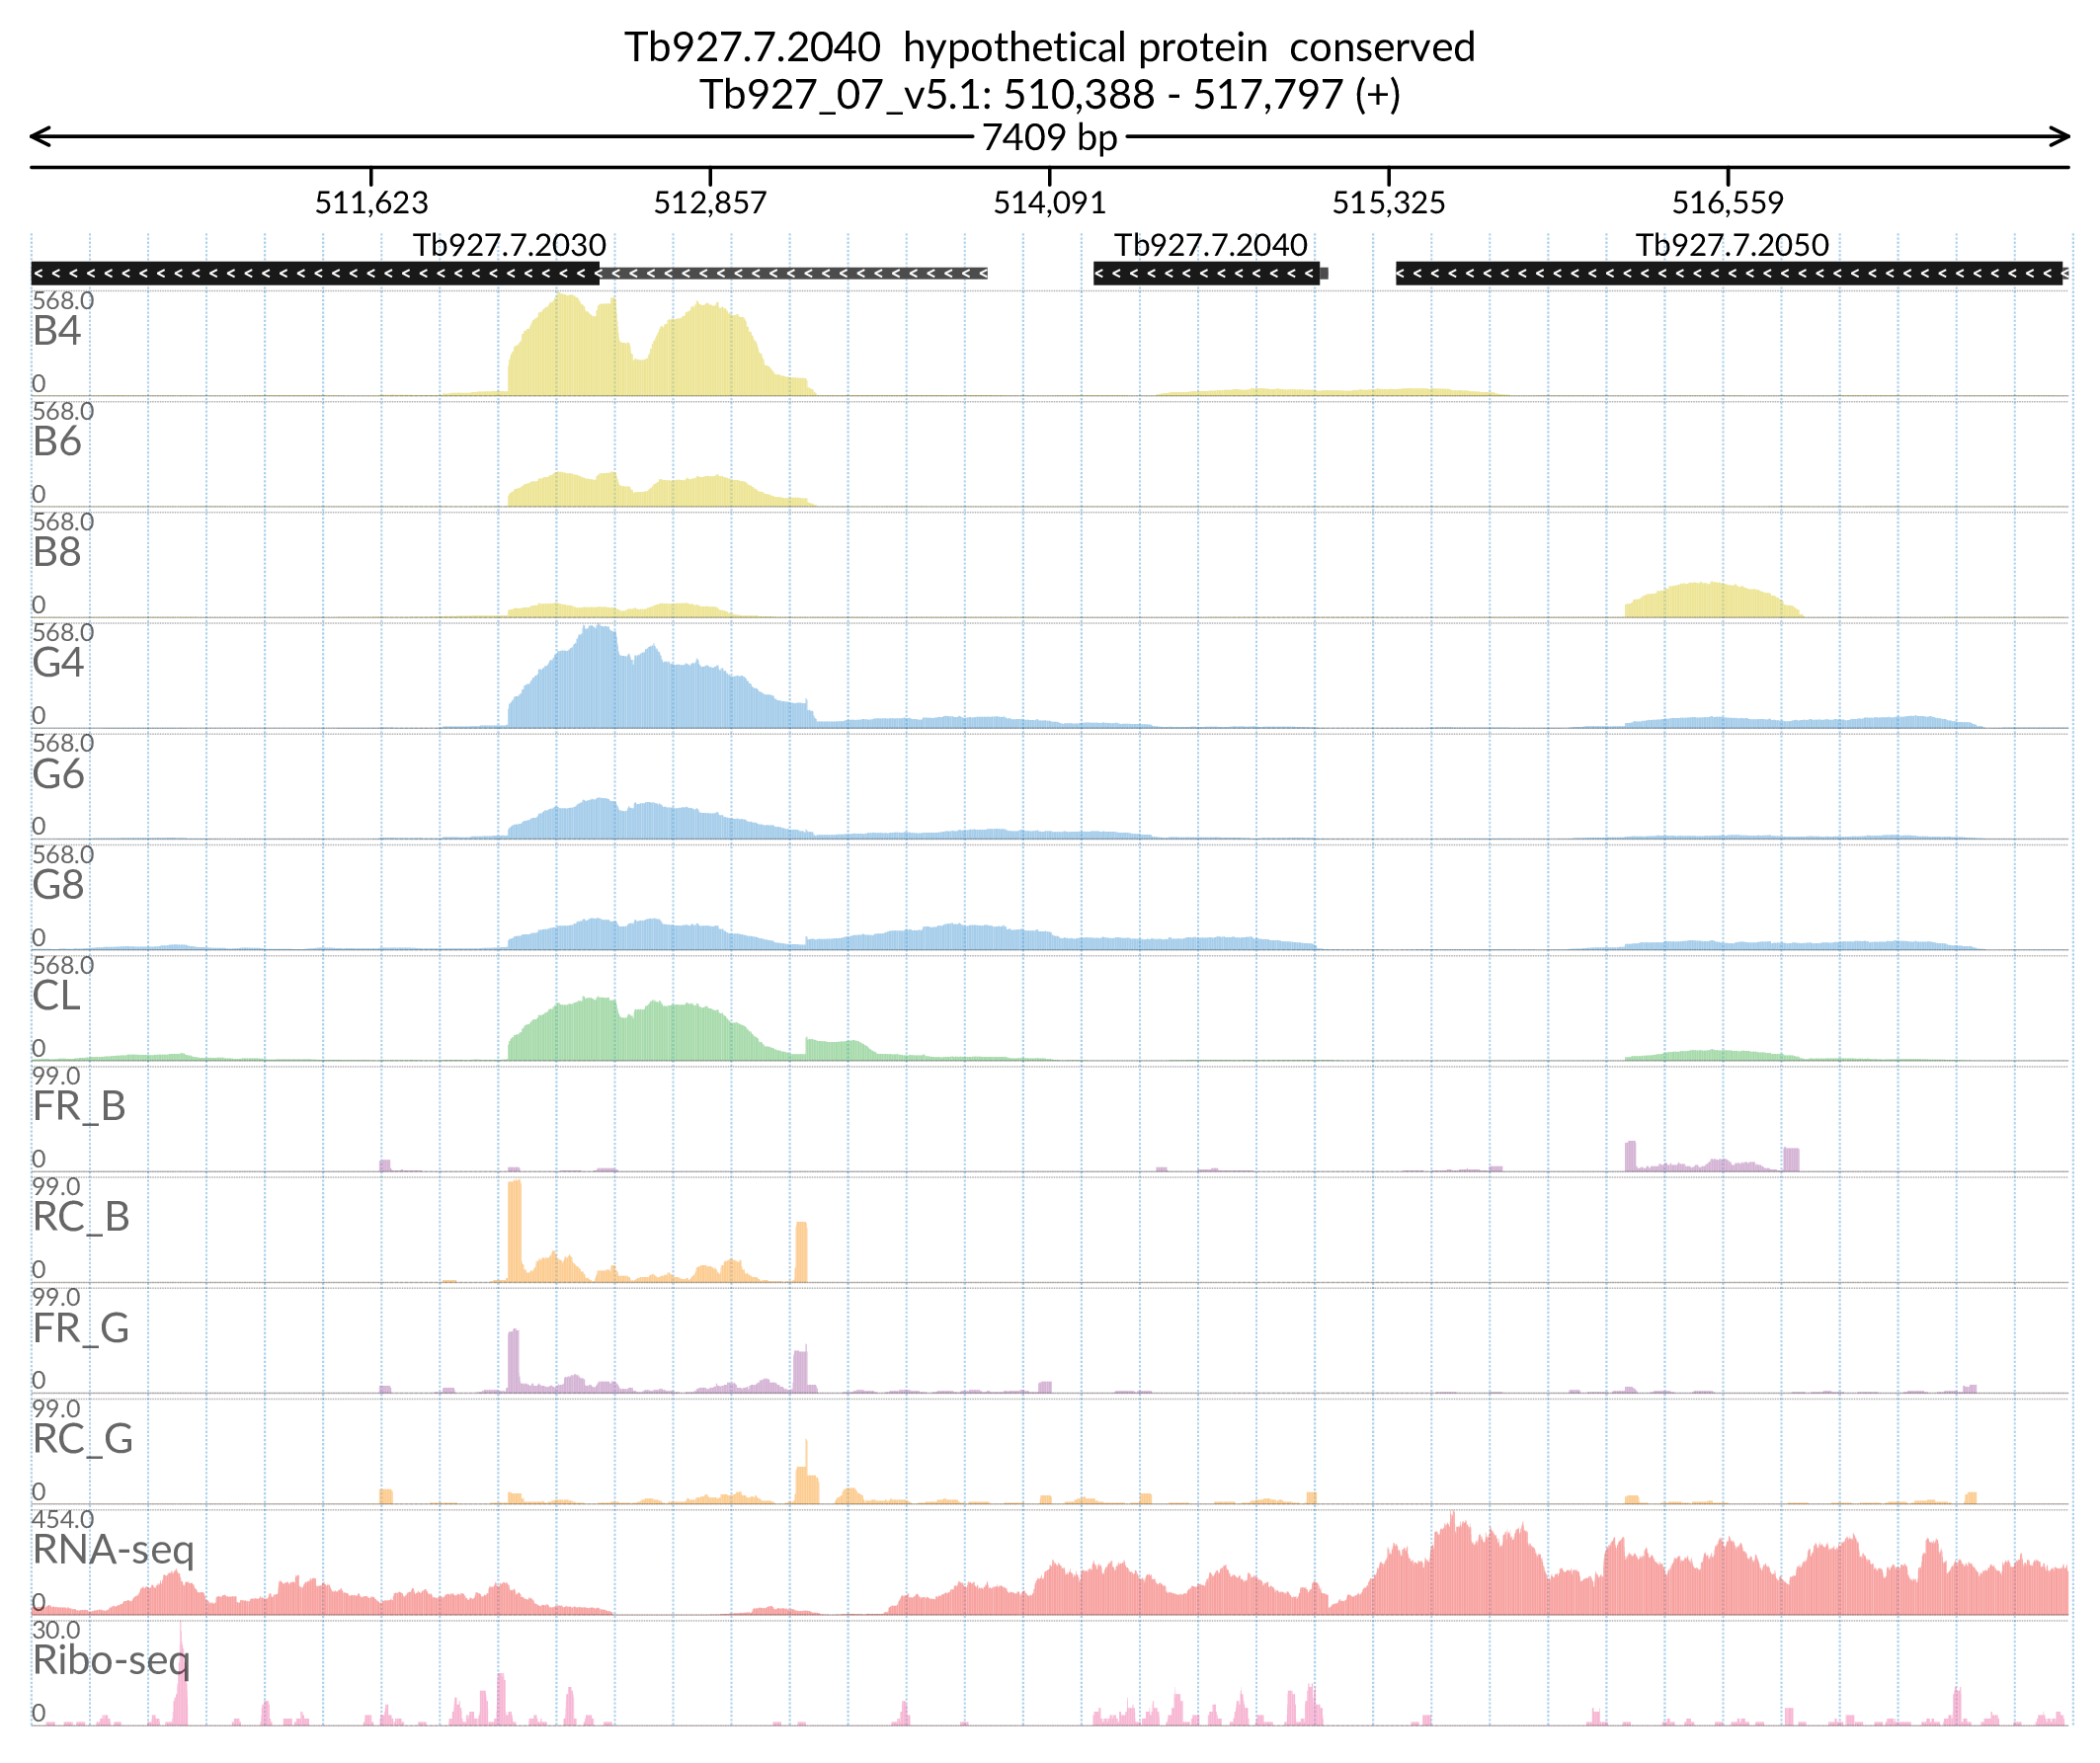 Tb927.7.2040  hypothetical protein  conserved
Tb927_07_v5.1: 510,388 - 517,797 (+)
7409 bp
511,623 512,857 514,091 515,325 516,559
Tb927.7.2030 Tb927.7.2040 Tb927.7.2050
568.0
B4
0
568.0
B6
0
568.0
B8
0
568.0
G4
0
568.0
G6
0
568.0
G8
0
568.0
CL
0
99.0
FR_B
0
99.0
RC_B
0
99.0
FR_G
0
99.0
RC_G
0
454.0
RNA-seq
0
30.0
Ribo-seq
0